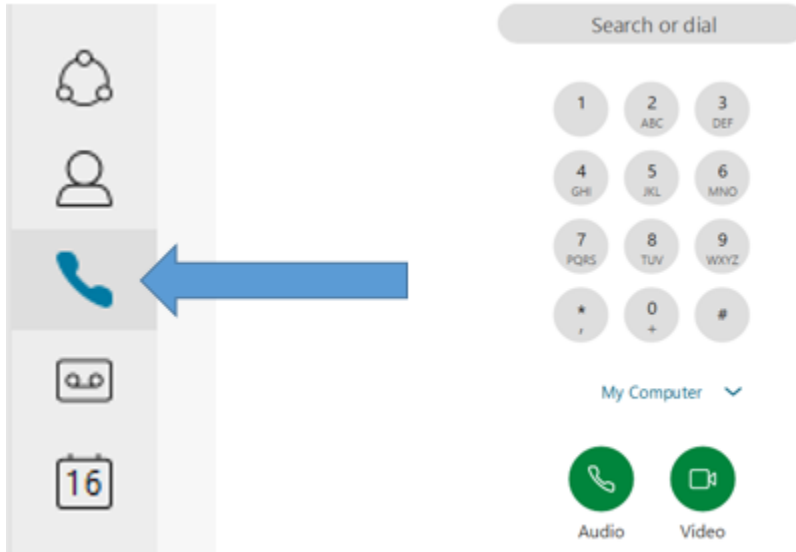 16
Search or dial
1 2 3
ABC DEF
4 5 6
GHI JKL MNO
7 8 9
PQRS TUV WXYZ
* 0 #
, +
My Computer
Audio Video